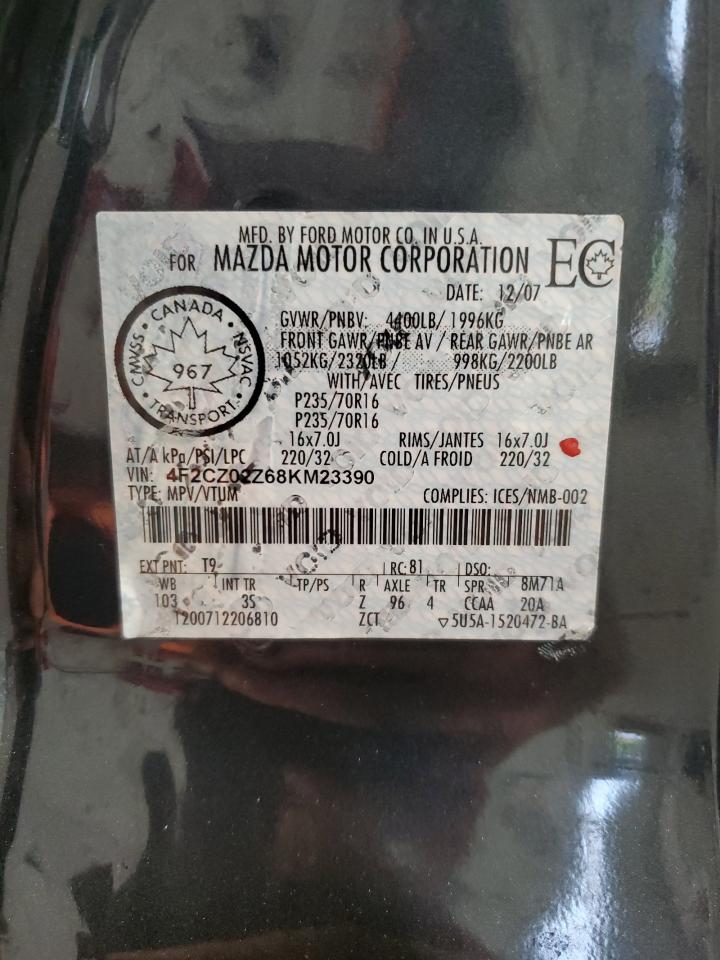 MFD. BY FORD MOTOR CO. IN U.S.A.
FOR MAZDA MOTOR CORPORATION
EC
DATE: 12/07
CANADA
CMVSS • NSVAC
967
TRANSPORT
GVWR/PNBV: 4400LB/ 1996KG
FRONT GAWR/PNBE AV / REAR GAWR/PNBE AR
1052KG/2320LB / 998KG/2200LB
WITH/AVEC TIRES/PNEUS
P235/70R16
P235/70R16
16x7.0J RIMS/JANTES 16x7.0J
AT/A kPa/PSI/LPC 220/32 COLD/A FROID 220/32
VIN: 4F2CZ02Z68KM23390
TYPE: MPV/VTUM COMPLIES: ICES/NMB-002
EXT PNT: T9 RC: 81 DSO:
WB INT TR TP/PS R AXLE TR SPR 8M71A
103 3S Z 96 4 CCAA 20A
T200712206810 ZCT ▽5U5A-1520472-BA